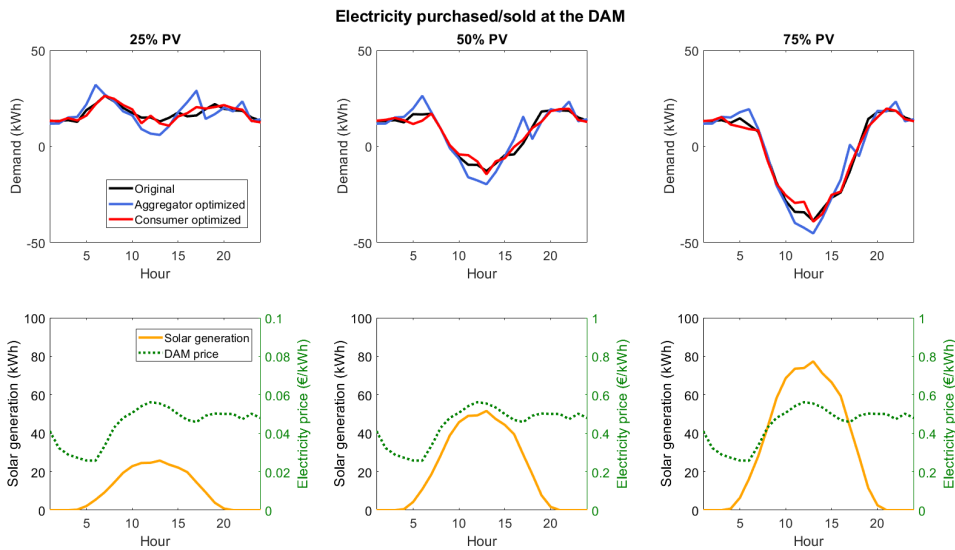 Electricity purchased/sold at the DAM
25% PV
50
0
-50
Demand (kWh)
5 10 15 20
Hour
Original
Aggregator optimized
Consumer optimized
50% PV
50
0
-50
Demand (kWh)
5 10 15 20
Hour
75% PV
50
0
-50
Demand (kWh)
5 10 15 20
Hour
100
80
60
40
20
0
Solar generation (kWh)
Solar generation
DAM price
0.1
0.08
0.06
0.04
0.02
0
Electricity price (€/kWh)
5 10 15 20
Hour
100
80
60
40
20
0
Solar generation (kWh)
1
0.8
0.6
0.4
0.2
0
Electricity price (€/kWh)
5 10 15 20
Hour
100
80
60
40
20
0
Solar generation (kWh)
1
0.8
0.6
0.4
0.2
0
Electricity price (€/kWh)
5 10 15 20
Hour